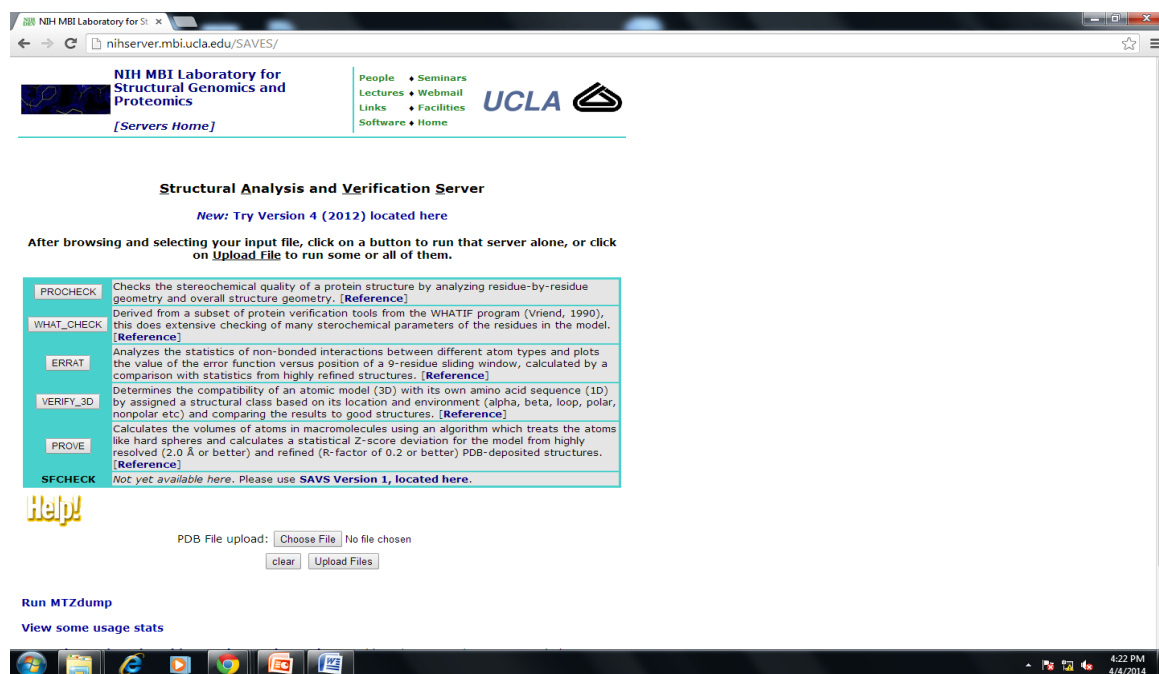 NIH MBI Laboratory for St
nihserver.mbi.ucla.edu/SAVES/
NIH MBI Laboratory for
Structural Genomics and
Proteomics
[Servers Home]
People ♦ Seminars
Lectures ♦ Webmail
Links ♦ Facilities
Software ♦ Home
UCLA
Structural Analysis and Verification Server
New: Try Version 4 (2012) located here
After browsing and selecting your input file, click on a button to run that server alone, or click
on Upload File to run some or all of them.
PROCHECK
Checks the stereochemical quality of a protein structure by analyzing residue-by-residue
geometry and overall structure geometry. [Reference]
WHAT_CHECK
Derived from a subset of protein verification tools from the WHATIF program (Vriend, 1990),
this does extensive checking of many sterochemical parameters of the residues in the model.
[Reference]
ERRAT
Analyzes the statistics of non-bonded interactions between different atom types and plots
the value of the error function versus position of a 9-residue sliding window, calculated by a
comparison with statistics from highly refined structures. [Reference]
VERIFY_3D
Determines the compatibility of an atomic model (3D) with its own amino acid sequence (1D)
by assigned a structural class based on its location and environment (alpha, beta, loop, polar,
nonpolar etc) and comparing the results to good structures. [Reference]
PROVE
Calculates the volumes of atoms in macromolecules using an algorithm which treats the atoms
like hard spheres and calculates a statistical Z-score deviation for the model from highly
resolved (2.0 Å or better) and refined (R-factor of 0.2 or better) PDB-deposited structures.
[Reference]
SFCHECK
Not yet available here. Please use SAVS Version 1, located here.
Help!
PDB File upload: Choose File No file chosen
clear Upload Files
Run MTZdump
View some usage stats
4:22 PM
4/4/2014